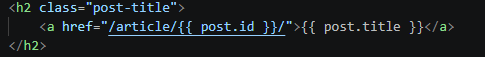 <h2 class="post-title">
<a href="/article/{{ post.id }}/">{{ post.title }}</a>
</h2>